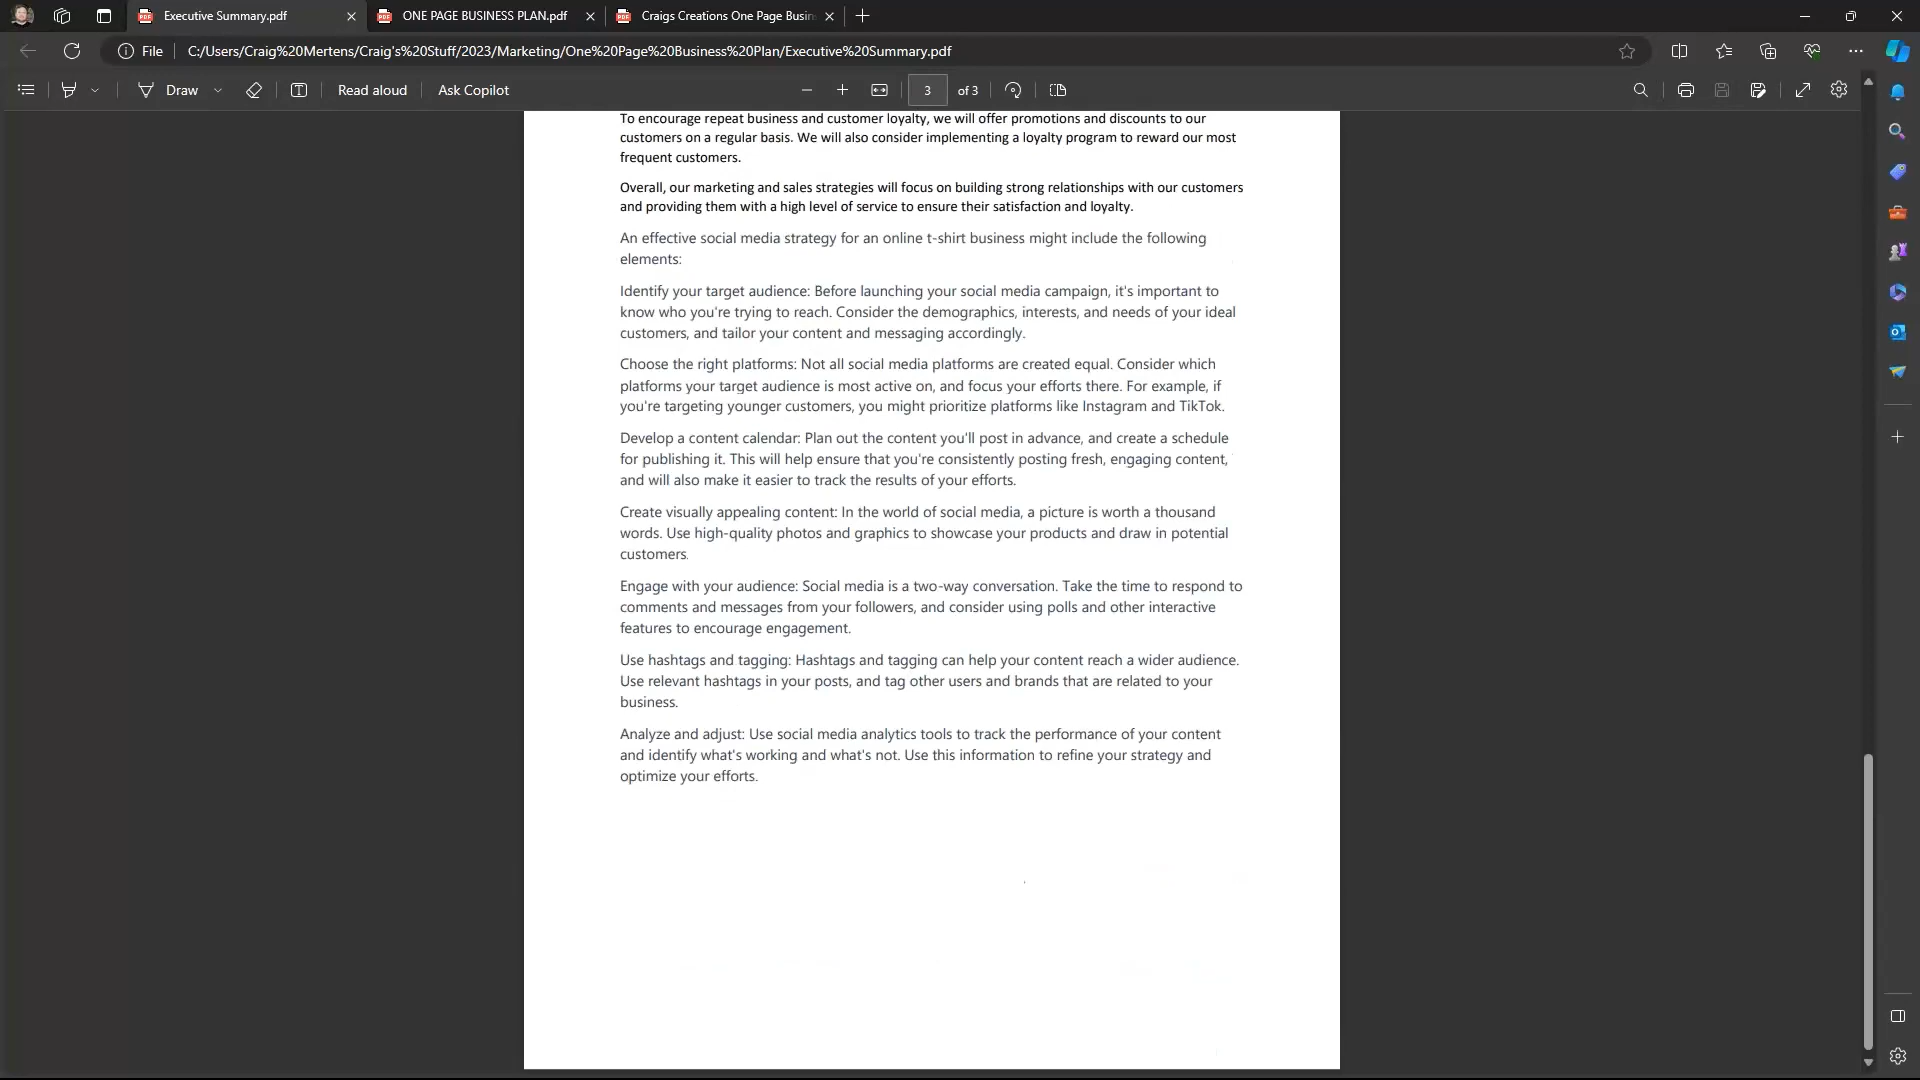 Executive Summary.pdf
ONE PAGE BUSINESS PLAN.pdf
Craigs Creations One Page Busin
File
C:/Users/Craig%20Mertens/Craig's%20Stuff/2023/Marketing/One%20Page%20Business%20Plan/Executive%20Summary.pdf
Draw
Read aloud
Ask Copilot
3
of 3
To encourage repeat business and customer loyalty, we will offer promotions and discounts to our
customers on a regular basis. We will also consider implementing a loyalty program to reward our most
frequent customers.
Overall, our marketing and sales strategies will focus on building strong relationships with our customers
and providing them with a high level of service to ensure their satisfaction and loyalty.
An effective social media strategy for an online t-shirt business might include the following
elements:
Identify your target audience: Before launching your social media campaign, it's important to
know who you're trying to reach. Consider the demographics, interests, and needs of your ideal
customers, and tailor your content and messaging accordingly.
Choose the right platforms: Not all social media platforms are created equal. Consider which
platforms your target audience is most active on, and focus your efforts there. For example, if
you're targeting younger customers, you might prioritize platforms like Instagram and TikTok.
Develop a content calendar: Plan out the content you'll post in advance, and create a schedule
for publishing it. This will help ensure that you're consistently posting fresh, engaging content,
and will also make it easier to track the results of your efforts.
Create visually appealing content: In the world of social media, a picture is worth a thousand
words. Use high-quality photos and graphics to showcase your products and draw in potential
customers.
Engage with your audience: Social media is a two-way conversation. Take the time to respond to
comments and messages from your followers, and consider using polls and other interactive
features to encourage engagement.
Use hashtags and tagging: Hashtags and tagging can help your content reach a wider audience.
Use relevant hashtags in your posts, and tag other users and brands that are related to your
business.
Analyze and adjust: Use social media analytics tools to track the performance of your content
and identify what's working and what's not. Use this information to refine your strategy and
optimize your efforts.